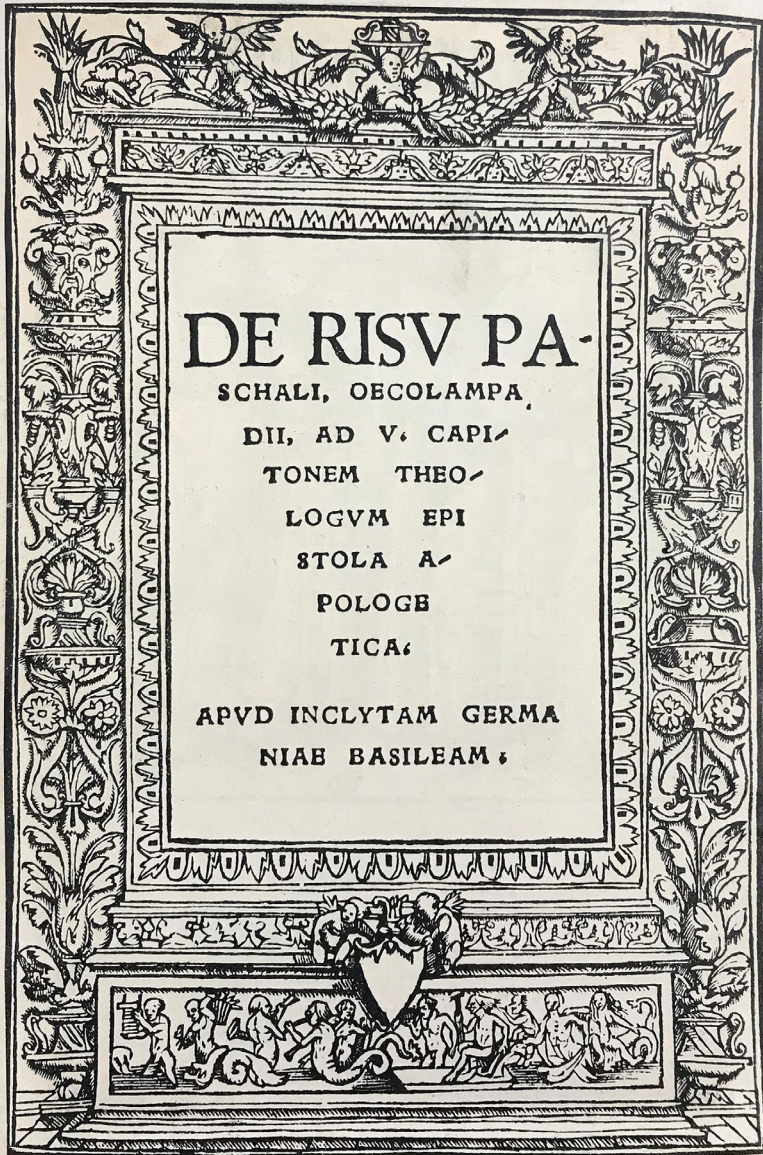 DE RISV PA-
SCHALI, OECOLAMPA
DII, AD V. CAPI-
TONEM THEO-
LOGVM EPI
STOLA A-
POLOGE
TICA.
APVD INCLYTAM GERMA
NIAE BASILEAM.